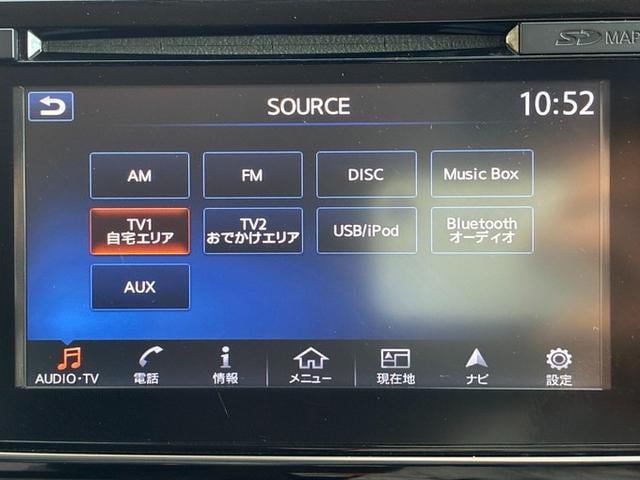 SD MAP
SOURCE
10:52
AM
FM
DISC
Music Box
TV1
自宅エリア
TV2
おでかけエリア
USB/iPod
Bluetooth
オーディオ
AUX
AUDIO・TV
電話
情報
メニュー
現在地
ナビ
設定